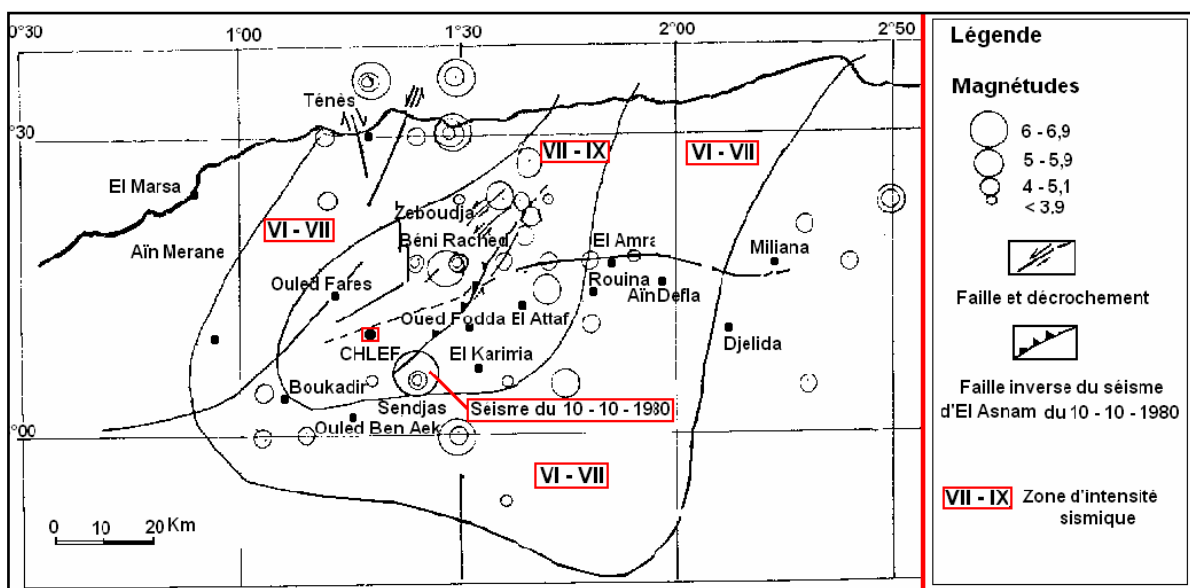 0°30
1°00
1°30
2°00
2°50
Ténès
°30
VII - IX
VI - VII
El Marsa
Zeboudja
VI - VII
Aïn Merane
Béni Rached
El Amra
Miliana
Ouled Fares
Rouina
Aïn Defla
Oued Fodda El Attaf
CHLEF
Djelida
El Karimia
Boukadir
Sendjas
Séisme du 10 - 10 - 1980
Ouled Ben Aek
°00
VI - VII
0 10 20 Km
Légende
Magnétudes
6 - 6,9
5 - 5,9
4 - 5,1
< 3,9
Faille et décrochement
Faille inverse du séisme
d'El Asnam du 10 - 10 - 1980
VII - IX
Zone d'intensité
sismique